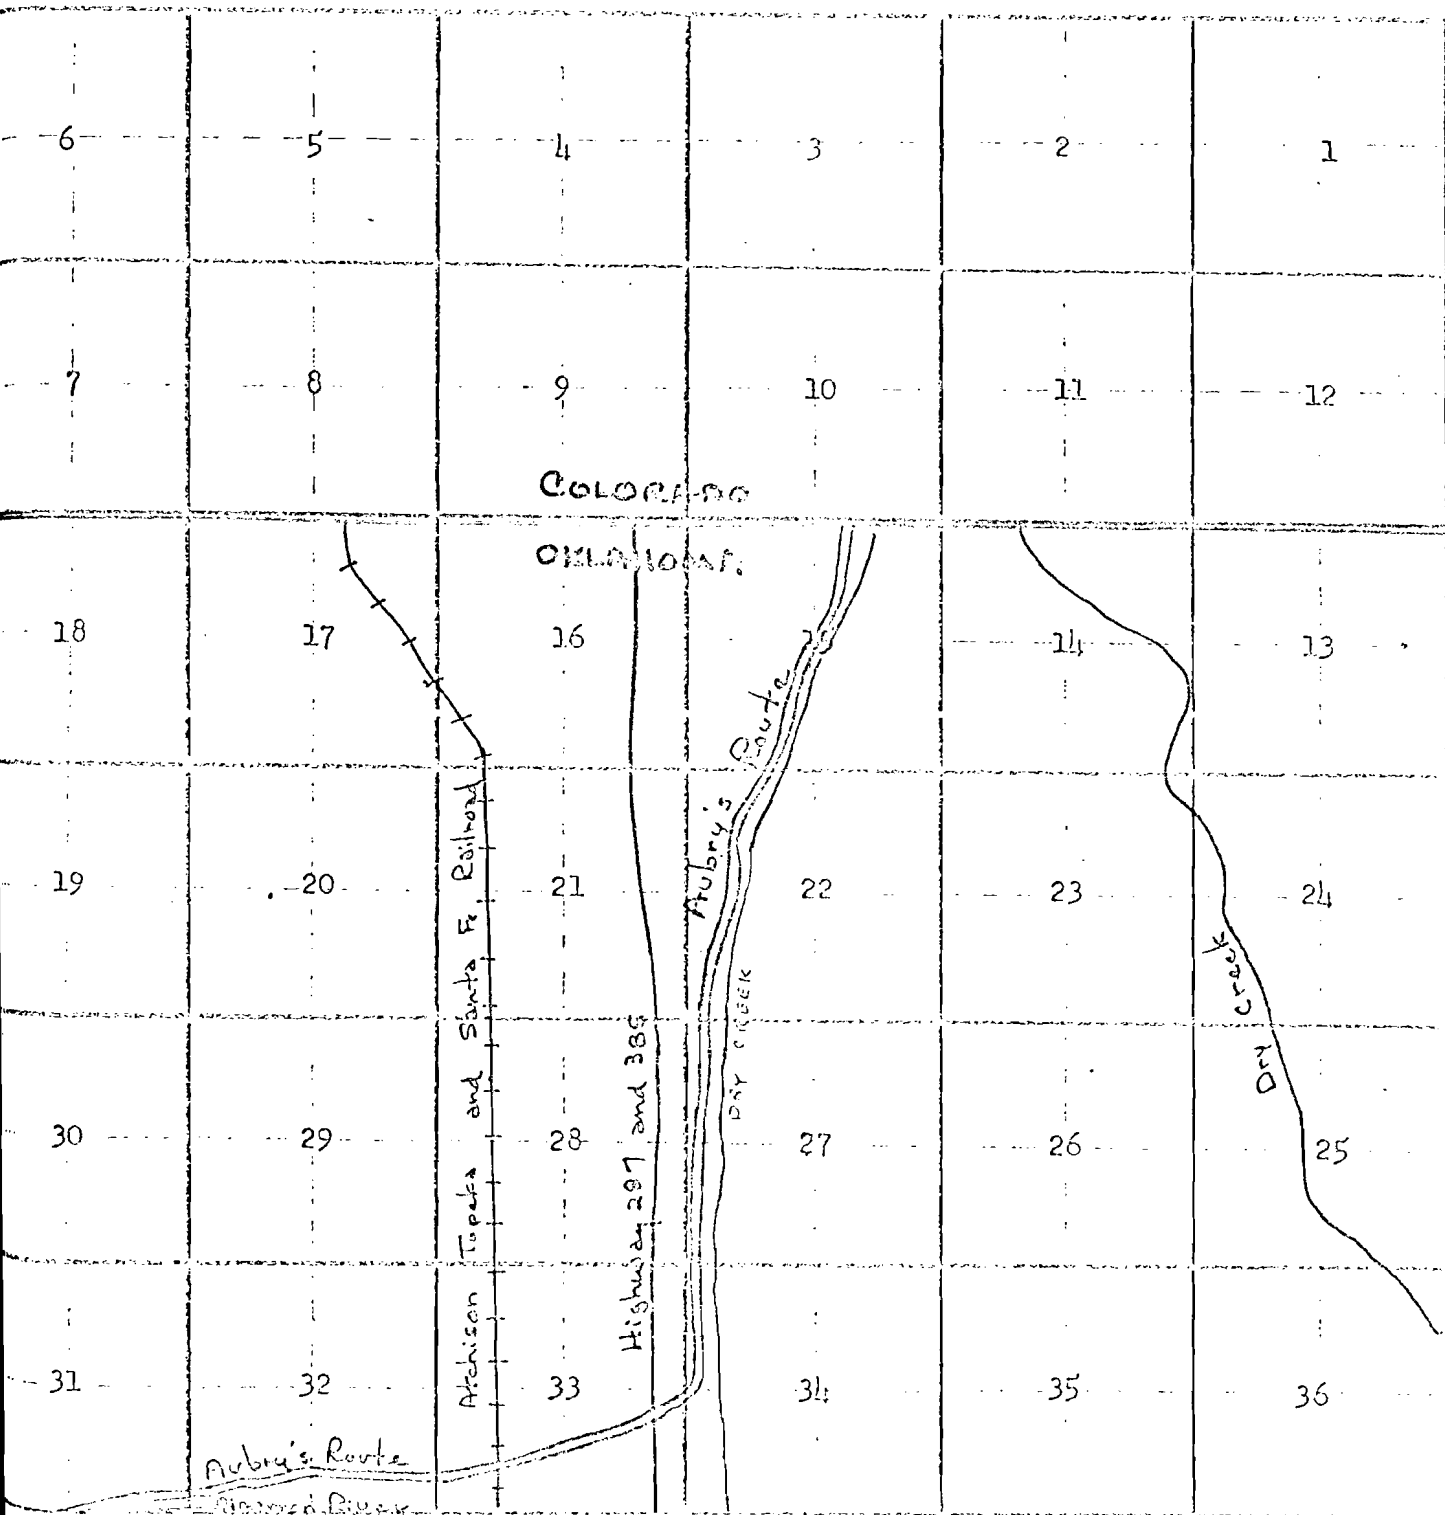 6 5 4 3 2 1
7 8 9 10 11 12
COLORADO
OKLAHOMA
18 17 16 14 13
Aubry's Route
19 20 21 22 23 24
Atchison Topeka and Santa Fe Railroad
Highway 287 and 385
DRY CREEK
Dry Creek
30 29 28 27 26 25
31 32 33 34 35 36
Aubry's Route
River